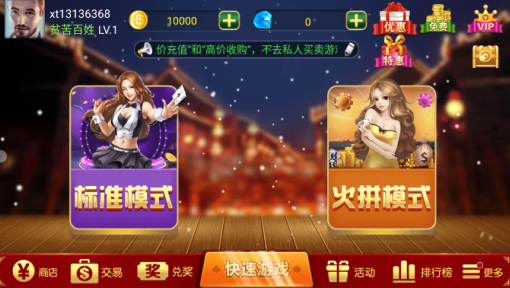 xt13136368
贫苦百姓 LV.1
10000
0
优惠
免费
VIP
特惠
价充值”和“高价收购”，不去私人买卖游
标准模式
火拼模式
商店
交易
奖
兑奖
快速游戏
活动
排行榜
更多